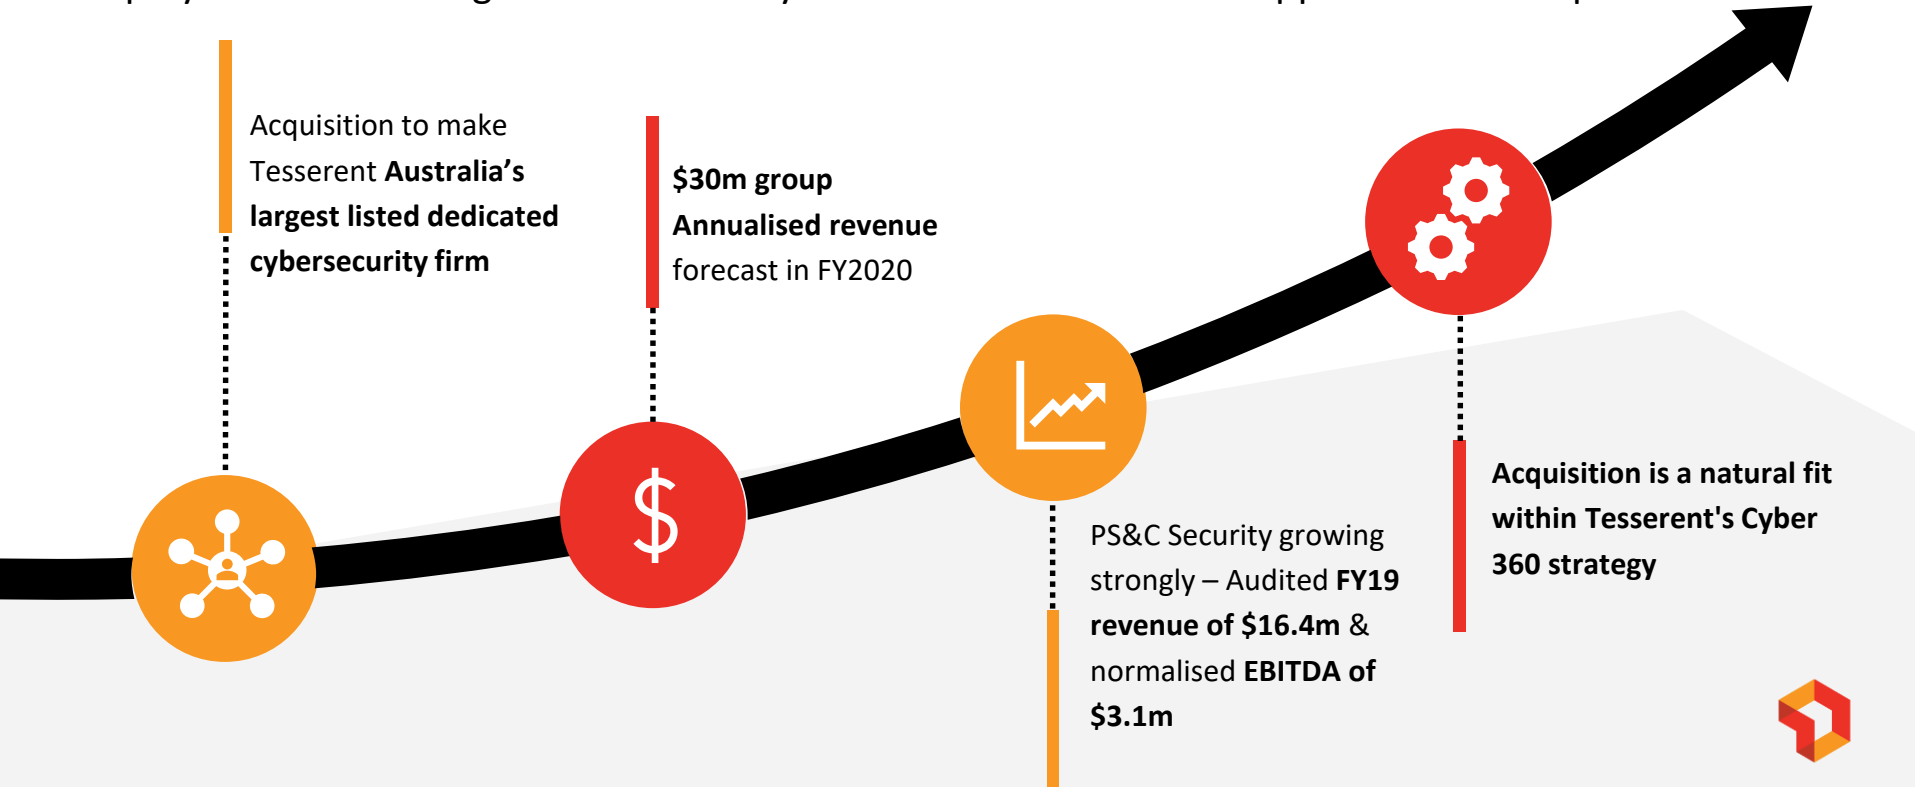 Acquisition to make
Tesserent Australia’s
largest listed dedicated
cybersecurity firm
$30m group
Annualised revenue
forecast in FY2020
PS&C Security growing
strongly – Audited FY19
revenue of $16.4m &
normalised EBITDA of
$3.1m
Acquisition is a natural fit
within Tesserent's Cyber
360 strategy